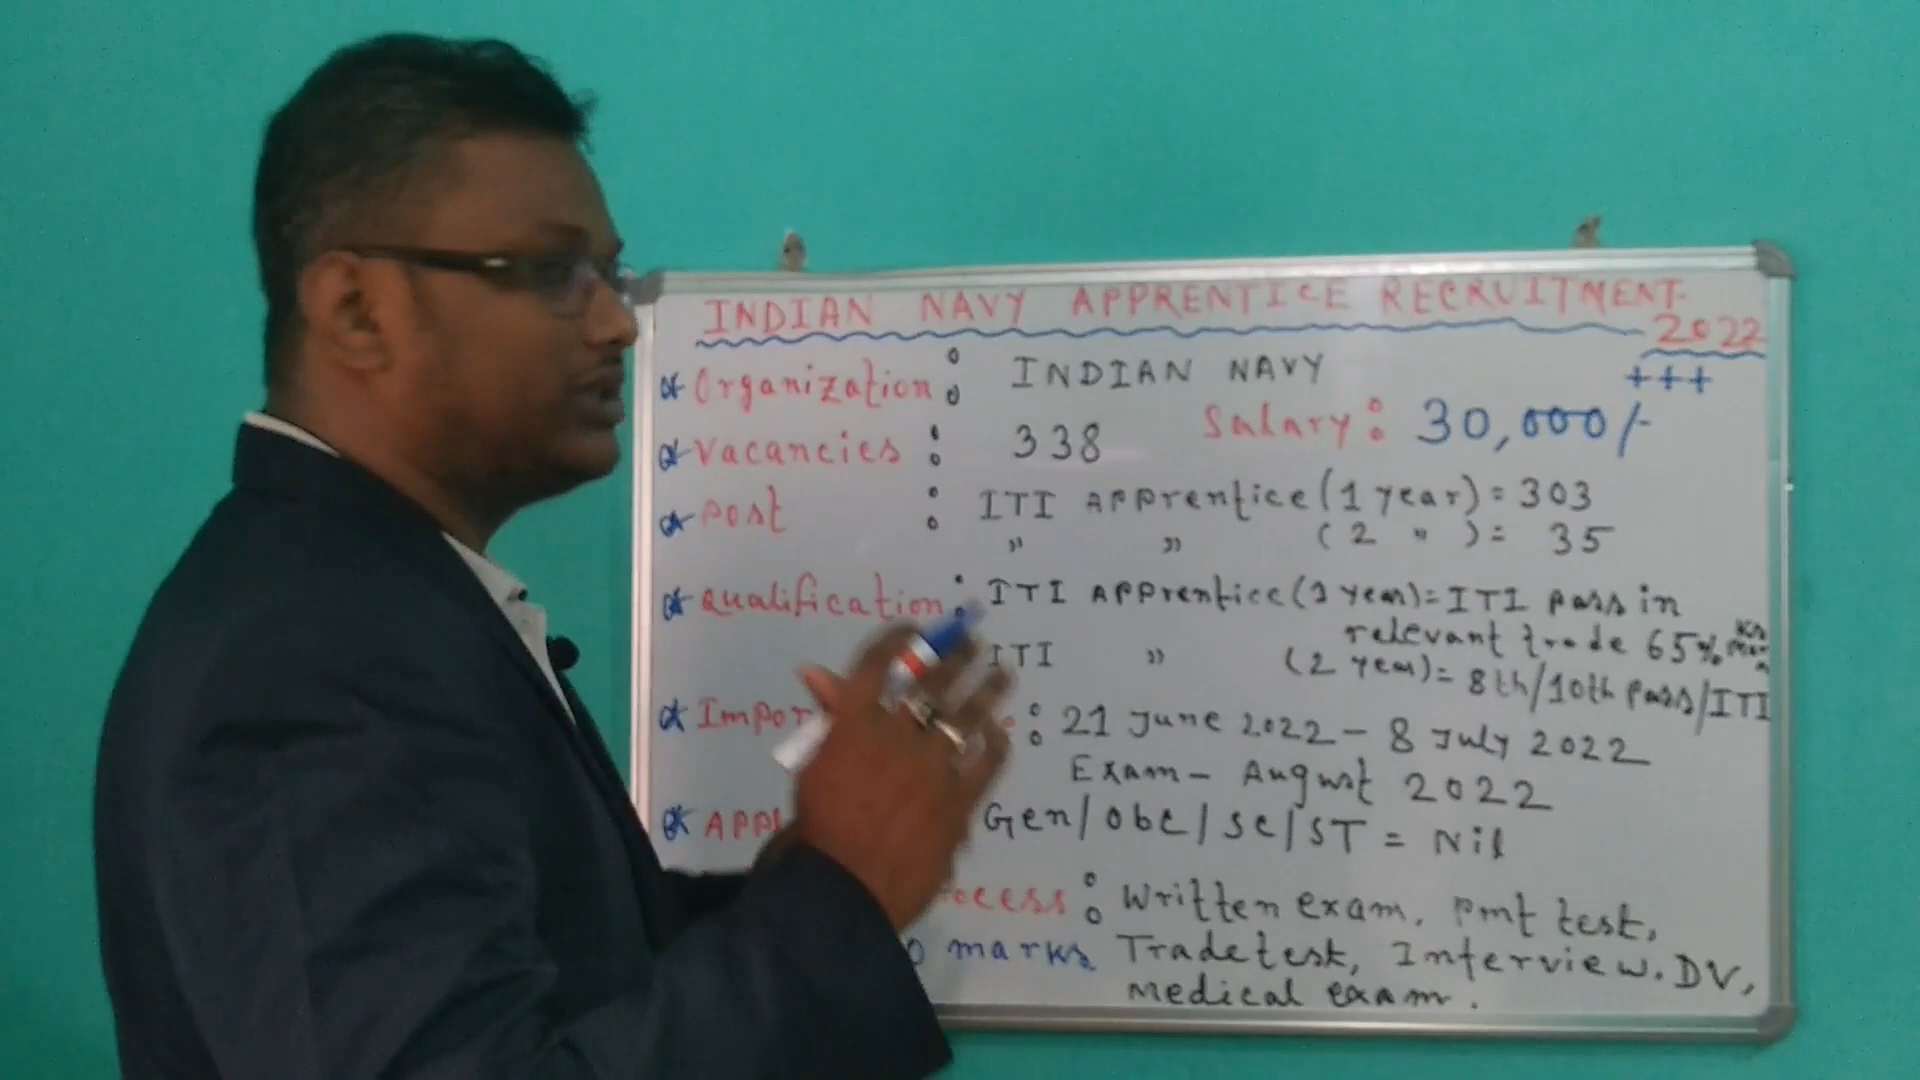 INDIAN NAVY APPRENTICE RECRUITMENT-
2022
Organization : INDIAN NAVY +++
Vacancies : 338 Salary : 30,000/-
Post : ITI Apprentice (1 year) = 303
" " (2 " ) = 35
Qualification : ITI Apprentice (1 year) = ITI pass in
relevant trade 65%
ITI " (2 year) = 8th/10th pass/ITI
: 21 June 2022 - 8 July 2022
Exam - August 2022
Gen/obc/sc/ST = Nil
: Written exam, Pmt test,
marks Trade test, Interview. DV,
Medical exam.